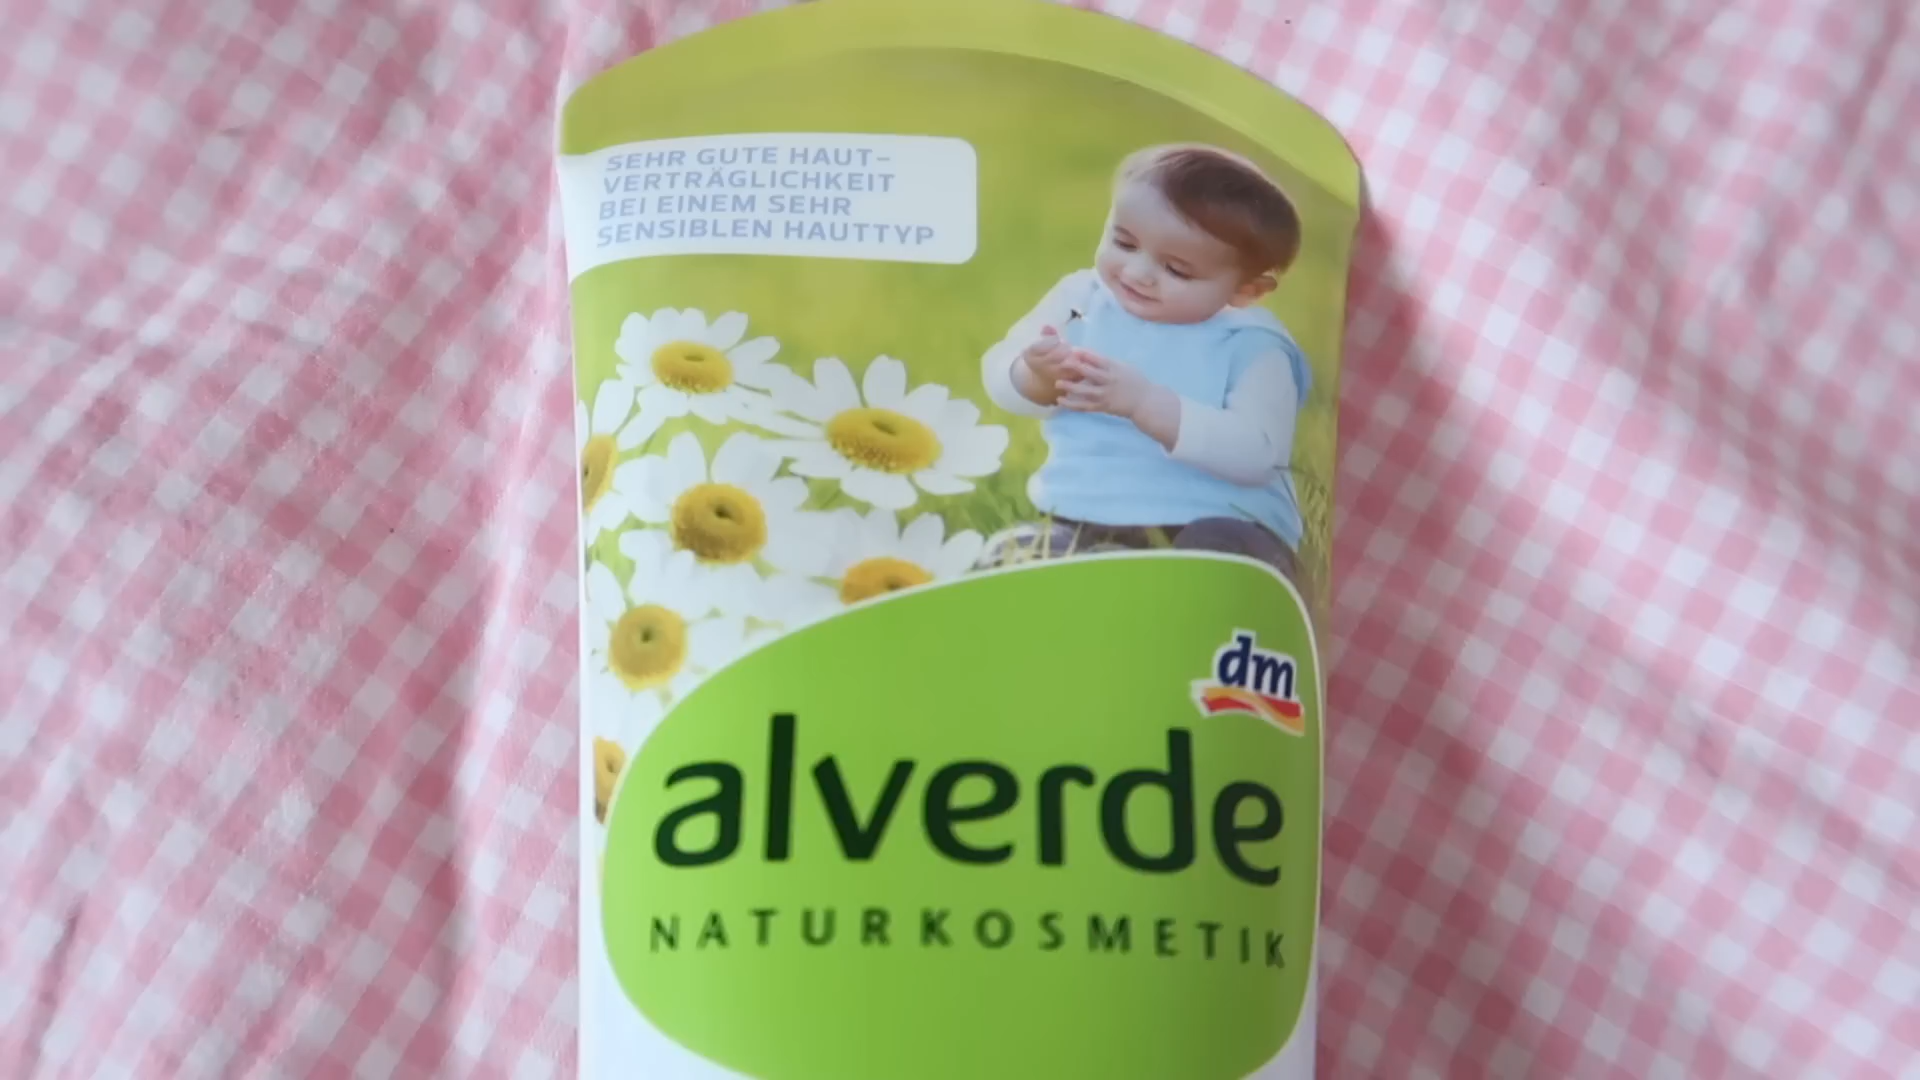 SEHR GUTE HAUT-
VERTRÄGLICHKEIT
BEI EINEM SEHR
SENSIBLEN HAUTTYP
dm
alverde
NATURKOSMETIK